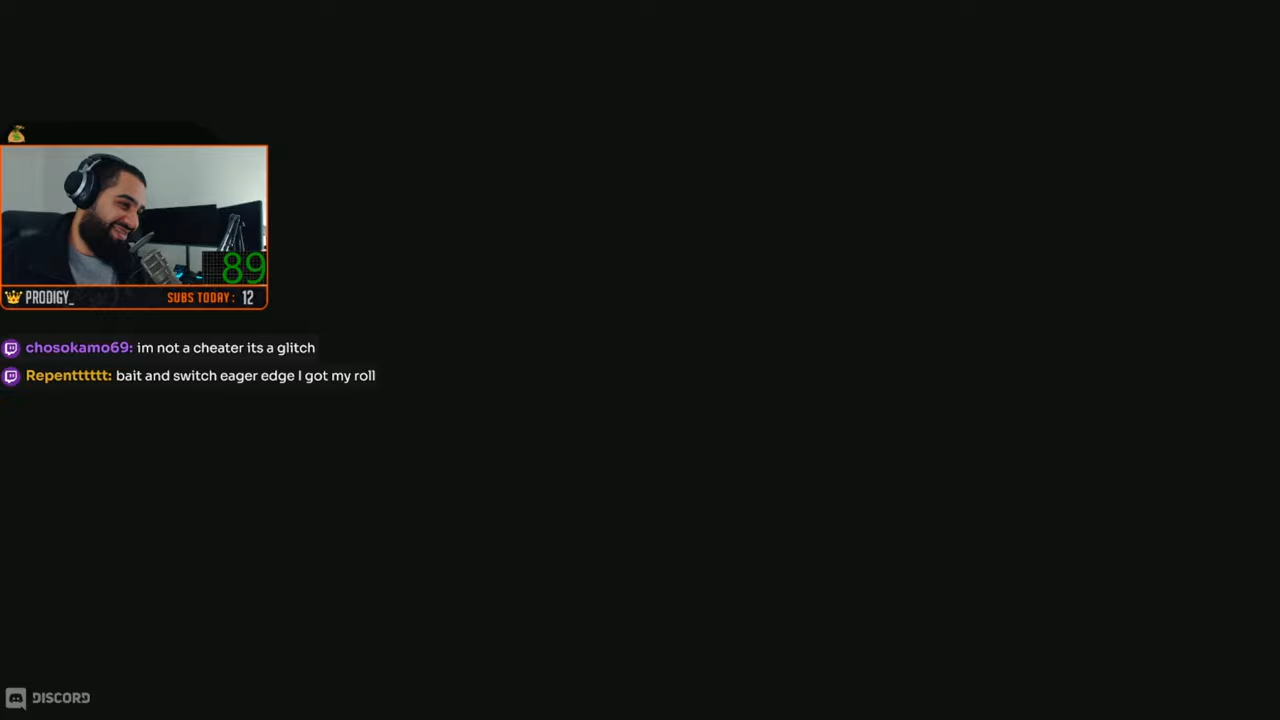 89
PRODIGY_ SUBS TODAY: 12
chosokamo69: im not a cheater its a glitch
Repentttttt: bait and switch eager edge I got my roll
DISCORD